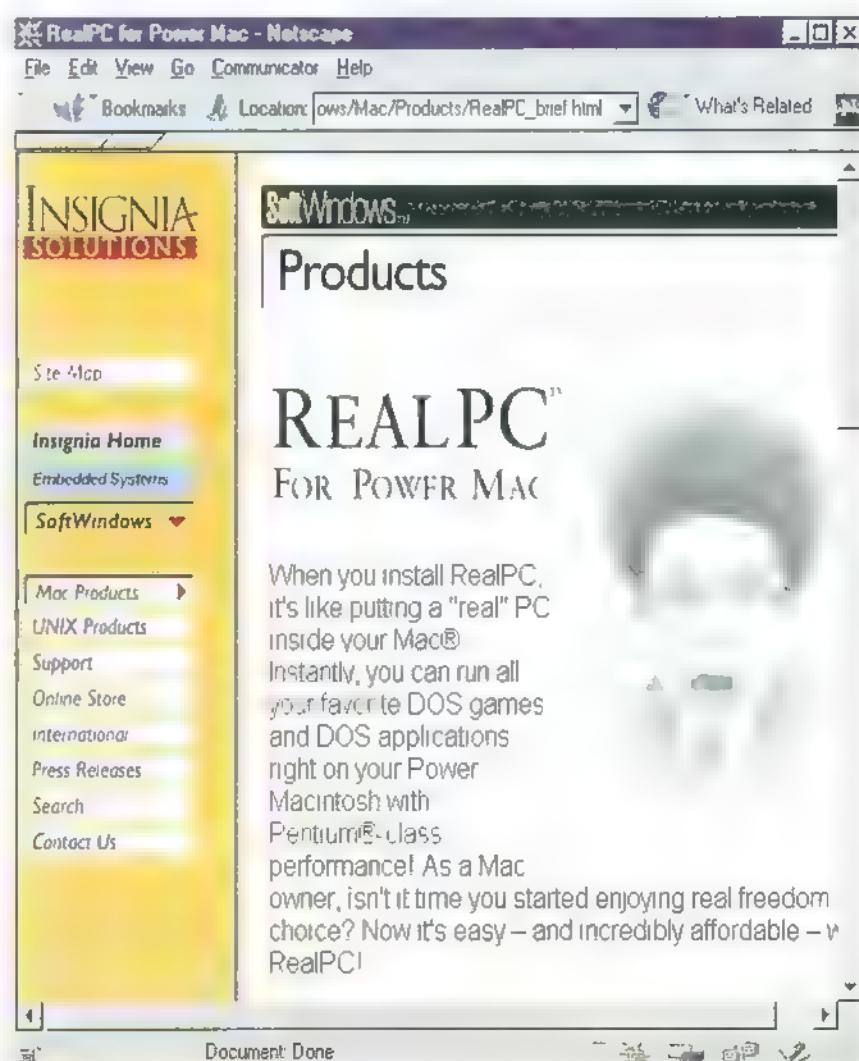 RealPC for Power Mac - Netscape
File Edit View Go Communicator Help
Bookmarks Location: ows/Mac/Products/RealPC_brief.html What's Related
INSIGNIA
SOLUTIONS
Site Map
Insignia Home
Embedded Systems
SoftWindows
Mac Products
UNIX Products
Support
Online Store
International
Press Releases
Search
Contact Us
SoftWindows
Products
REALPC
FOR POWER MAC
When you install RealPC,
it's like putting a "real" PC
inside your Mac®
Instantly, you can run all
your favorite DOS games
and DOS applications
right on your Power
Macintosh with
Pentium®-class
performance! As a Mac
owner, isn't it time you started enjoying real freedom
choice? Now it's easy – and incredibly affordable –
RealPC!
Document: Done